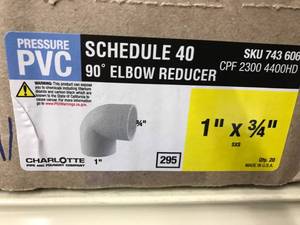 PRESSURE
PVC
SCHEDULE 40
90° ELBOW REDUCER
SKU 743 606
CPF 2300 4400HD
WARNING:
¾"
1" x ¾"
sxs
CHARLOTTE
PIPE AND FOUNDRY COMPANY
1"
295
Qty. 20
MADE IN U.S.A.